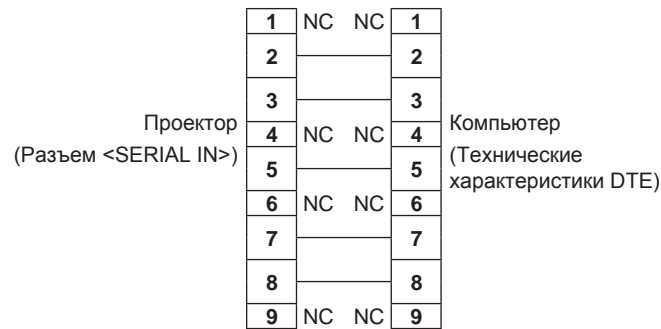 1 NC NC 1
2 2
3 3
Проектор
(Разъем <SERIAL IN>)
4 NC NC 4
Компьютер
(Технические
характеристики DTE)
5 5
6 NC NC 6
7 7
8 8
9 NC NC 9